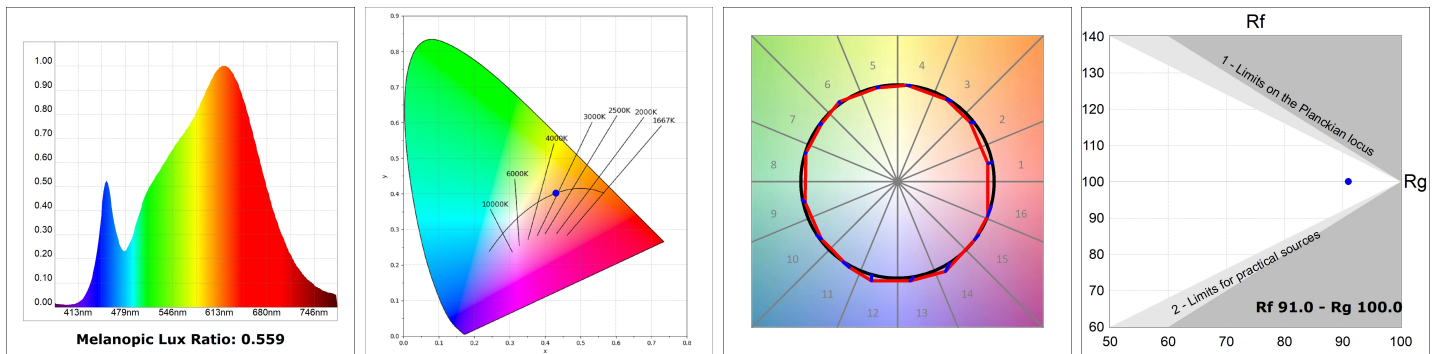 1.00
0.90
0.80
0.70
0.60
0.50
0.40
0.30
0.20
0.10
0.00
413nm 479nm 546nm 613nm 680nm 746nm
Melanopic Lux Ratio: 0.559
0.9
0.8
0.7
0.6
0.5
0.4
0.3
0.2
0.1
0.0
y
0.0 0.1 0.2 0.3 0.4 0.5 0.6 0.7 0.8
x
10000K
6000K
4000K
3000K
2500K
2000K
1667K
1
2
3
4
5
6
7
8
9
10
11
12
13
14
15
16
Rf
140
130
120
110
100
90
80
70
60
50 60 70 80 90 100
Rg
1 - Limits on the Planckian locus
2 - Limits for practical sources
Rf 91.0 - Rg 100.0